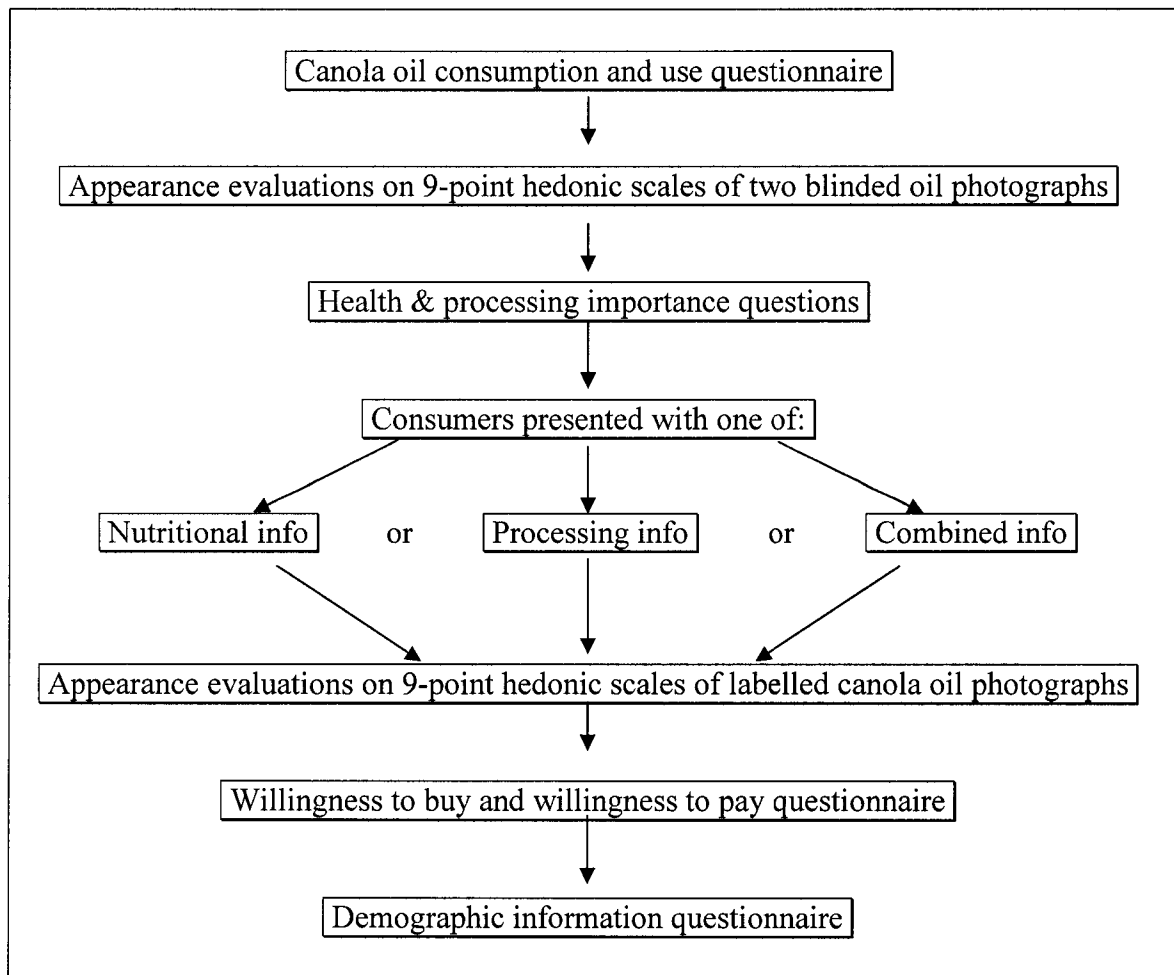 Canola oil consumption and use questionnaire
Appearance evaluations on 9-point hedonic scales of two blinded oil photographs
Health & processing importance questions
Consumers presented with one of:
Nutritional info or Processing info or Combined info
Appearance evaluations on 9-point hedonic scales of labelled canola oil photographs
Willingness to buy and willingness to pay questionnaire
Demographic information questionnaire